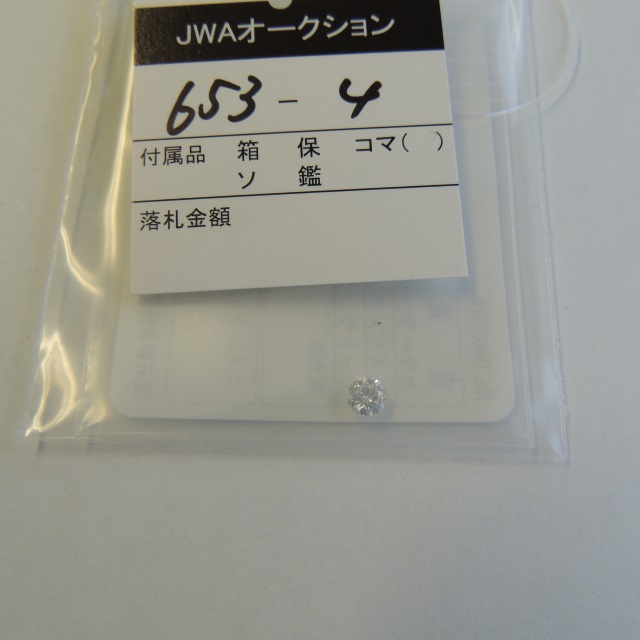 JWAオークション
653 - 4
付属品 箱 保 コマ( )
ソ 鑑
落札金額